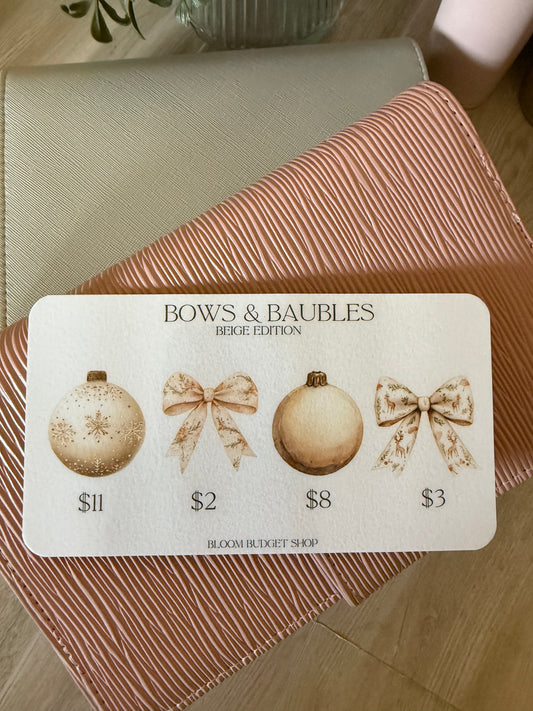 BOWS & BAUBLES
BEIGE EDITION
$11 $2 $8 $3
BLOOM BUDGET SHOP